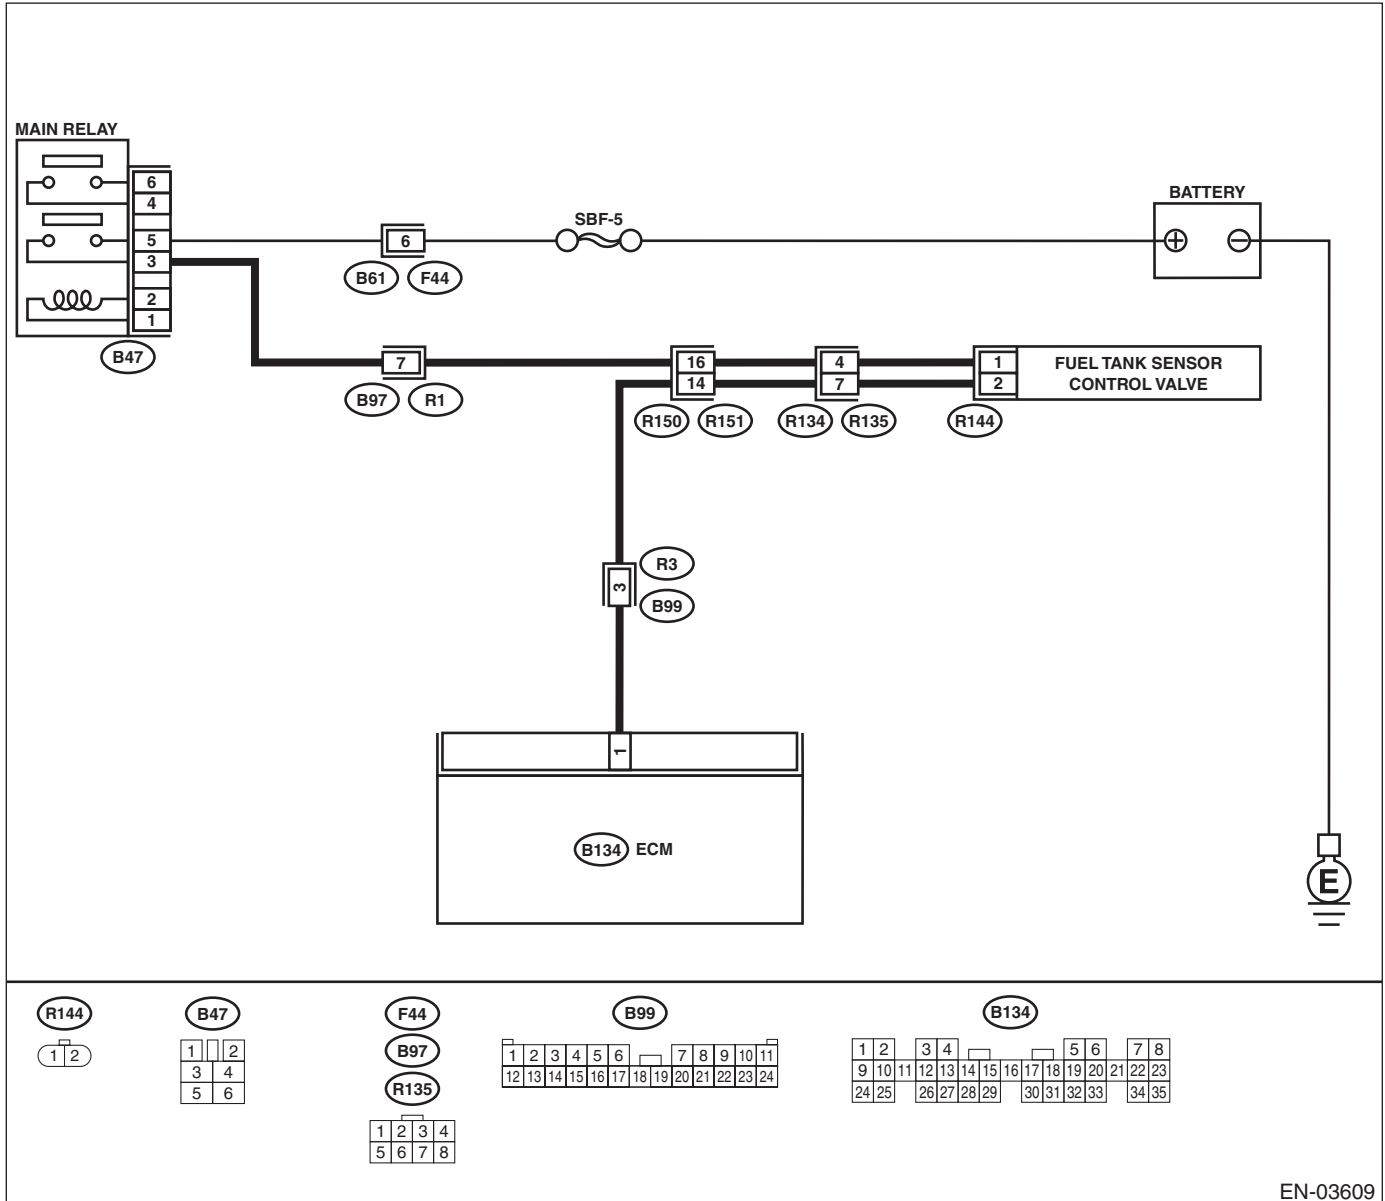 MAIN RELAY
6
4
5
3
2
1
B47
6
B61 F44
SBF-5
BATTERY
+ −
7
B97 R1
16
14
R150 R151
4
7
R134 R135
1
2
R144
FUEL TANK SENSOR
CONTROL VALVE
3
R3
B99
1
B134 ECM
E
R144
1 2
B47
1 2
3 4
5 6
F44
B97
R135
1 2 3 4
5 6 7 8
B99
1 2 3 4 5 6 7 8 9 10 11
12 13 14 15 16 17 18 19 20 21 22 23 24
B134
1 2 3 4 5 6 7 8
9 10 11 12 13 14 15 16 17 18 19 20 21 22 23
24 25 26 27 28 29 30 31 32 33 34 35
EN-03609